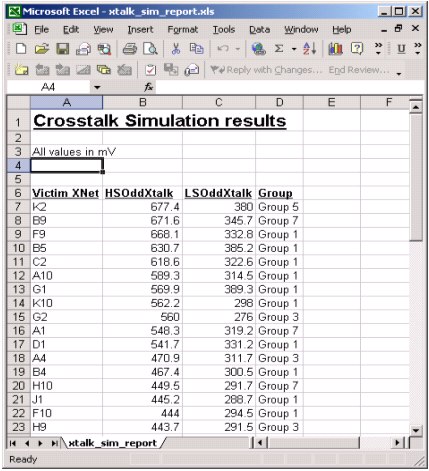 Microsoft Excel - xtalk_sim_report.xls
File Edit View Insert Format Tools Data Window Help
Reply with Changes... End Review...
A4 fx
A B C D E F
1 Crosstalk Simulation results
2
3 All values in mV
4
5
6 Victim XNet HSOddXtalk LSOddXtalk Group
7 K2 677.4 380 Group 5
8 B9 671.6 345.7 Group 7
9 F9 668.1 332.8 Group 1
10 B5 630.7 385.2 Group 1
11 C2 618.6 322.6 Group 1
12 A10 589.3 314.5 Group 1
13 G1 569.9 389.3 Group 1
14 K10 562.2 298 Group 1
15 G2 560 276 Group 3
16 A1 548.3 319.2 Group 7
17 D1 541.7 331.2 Group 1
18 A4 470.9 311.7 Group 3
19 B4 467.4 300.5 Group 1
20 H10 449.5 291.7 Group 7
21 J1 445.2 288.7 Group 1
22 F10 444 294.5 Group 1
23 H9 443.7 291.5 Group 3
xtalk_sim_report
Ready